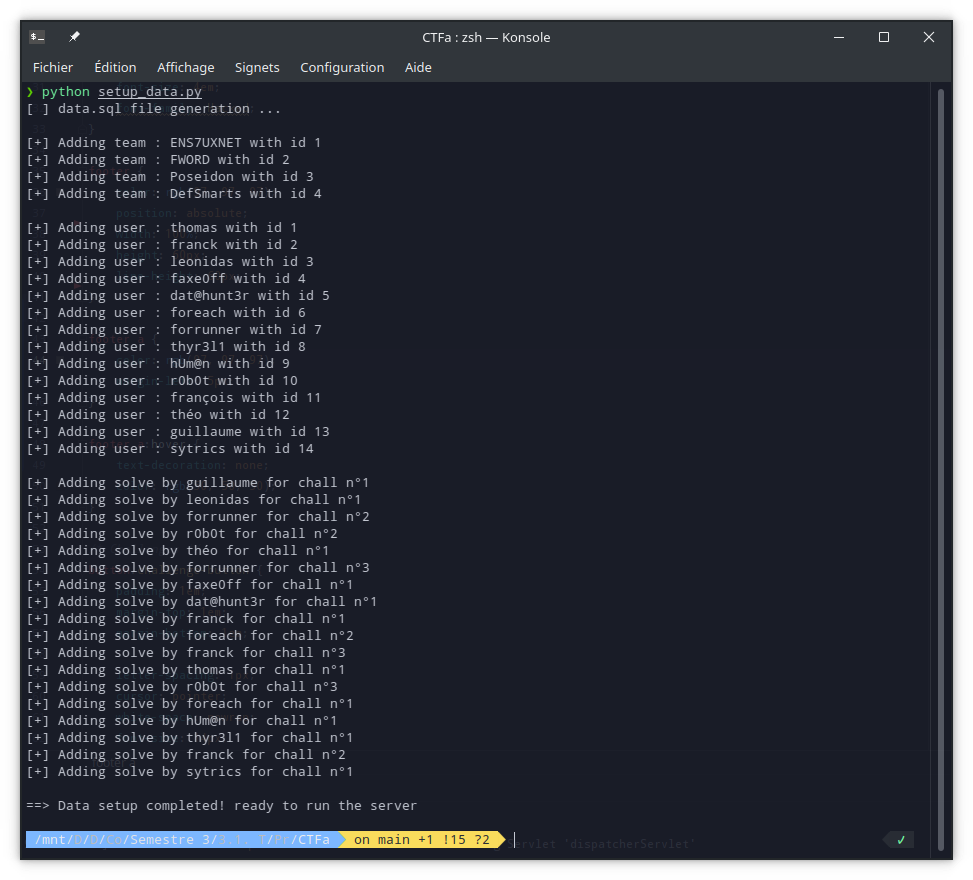 CTFa : zsh — Konsole
Fichier Édition Affichage Signets Configuration Aide
❯ python setup_data.py
[ ] data.sql file generation ...
[+] Adding team : ENS7UXNET with id 1
[+] Adding team : FWORD with id 2
[+] Adding team : Poseidon with id 3
[+] Adding team : DefSmarts with id 4
[+] Adding user : thomas with id 1
[+] Adding user : franck with id 2
[+] Adding user : leonidas with id 3
[+] Adding user : faxe0ff with id 4
[+] Adding user : dat@hunt3r with id 5
[+] Adding user : foreach with id 6
[+] Adding user : forrunner with id 7
[+] Adding user : thyr3l1 with id 8
[+] Adding user : hUm@n with id 9
[+] Adding user : r0b0t with id 10
[+] Adding user : françois with id 11
[+] Adding user : théo with id 12
[+] Adding user : guillaume with id 13
[+] Adding user : sytrics with id 14
[+] Adding solve by guillaume for chall n°1
[+] Adding solve by leonidas for chall n°1
[+] Adding solve by forrunner for chall n°2
[+] Adding solve by r0b0t for chall n°2
[+] Adding solve by théo for chall n°1
[+] Adding solve by forrunner for chall n°3
[+] Adding solve by faxe0ff for chall n°1
[+] Adding solve by dat@hunt3r for chall n°1
[+] Adding solve by franck for chall n°1
[+] Adding solve by foreach for chall n°2
[+] Adding solve by franck for chall n°3
[+] Adding solve by thomas for chall n°1
[+] Adding solve by r0b0t for chall n°3
[+] Adding solve by foreach for chall n°1
[+] Adding solve by hUm@n for chall n°1
[+] Adding solve by thyr3l1 for chall n°1
[+] Adding solve by franck for chall n°2
[+] Adding solve by sytrics for chall n°1
==> Data setup completed! ready to run the server
/mnt/D/D/Co/Semestre 3/3.1. T/Pr/CTFa on main +1 !15 ?2 ✓